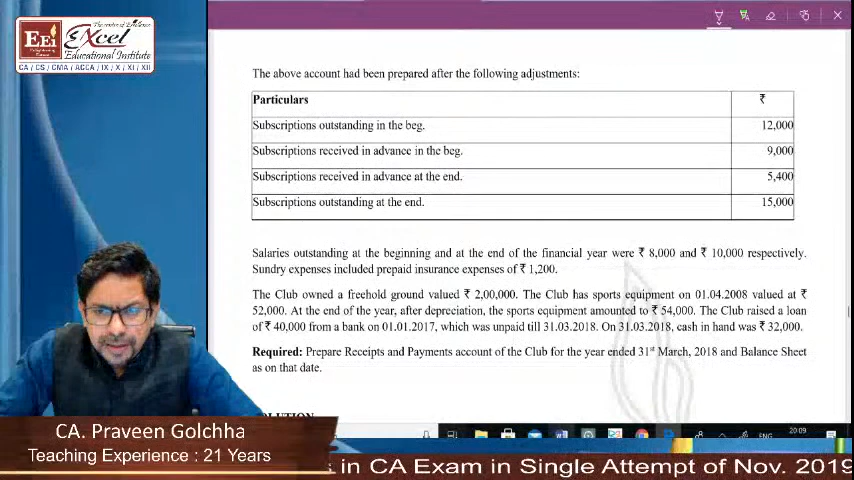 The centre of Excellence
EEi
Excel
Educational Institute
CA / CS / CMA / ACCA / IX / X / XI / XII
The above account had been prepared after the following adjustments:
Particulars ₹
Subscriptions outstanding in the beg. 12,000
Subscriptions received in advance in the beg. 9,000
Subscriptions received in advance at the end. 5,400
Subscriptions outstanding at the end. 15,000
Salaries outstanding at the beginning and at the end of the financial year were ₹ 8,000 and ₹ 10,000 respectively.
Sundry expenses included prepaid insurance expenses of ₹ 1,200.
The Club owned a freehold ground valued ₹ 2,00,000. The Club has sports equipment on 01.04.2008 valued at ₹
52,000. At the end of the year, after depreciation, the sports equipment amounted to ₹ 54,000. The Club raised a loan
of ₹ 40,000 from a bank on 01.01.2017, which was unpaid till 31.03.2018. On 31.03.2018, cash in hand was ₹ 32,000.
Required: Prepare Receipts and Payments account of the Club for the year ended 31st March, 2018 and Balance Sheet
as on that date.
SOLUTION
ENG
20:09
CA. Praveen Golchha
Teaching Experience : 21 Years
in CA Exam in Single Attempt of Nov. 2019